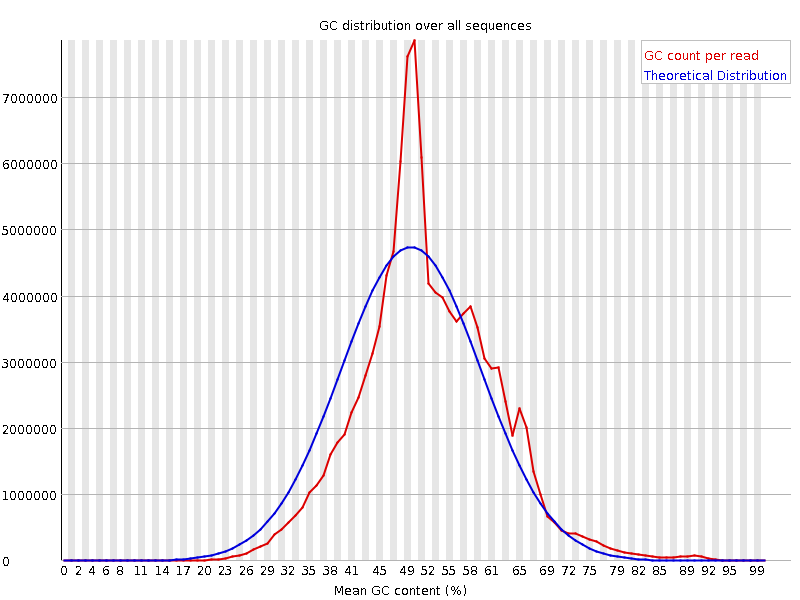 GC distribution over all sequences
GC count per read
Theoretical Distribution
7000000
6000000
5000000
4000000
3000000
2000000
1000000
0
0 2 4 6 8 11 14 17 20 23 26 29 32 35 38 41 45 49 52 55 58 61 65 69 72 75 79 82 85 89 92 95 99
Mean GC content (%)